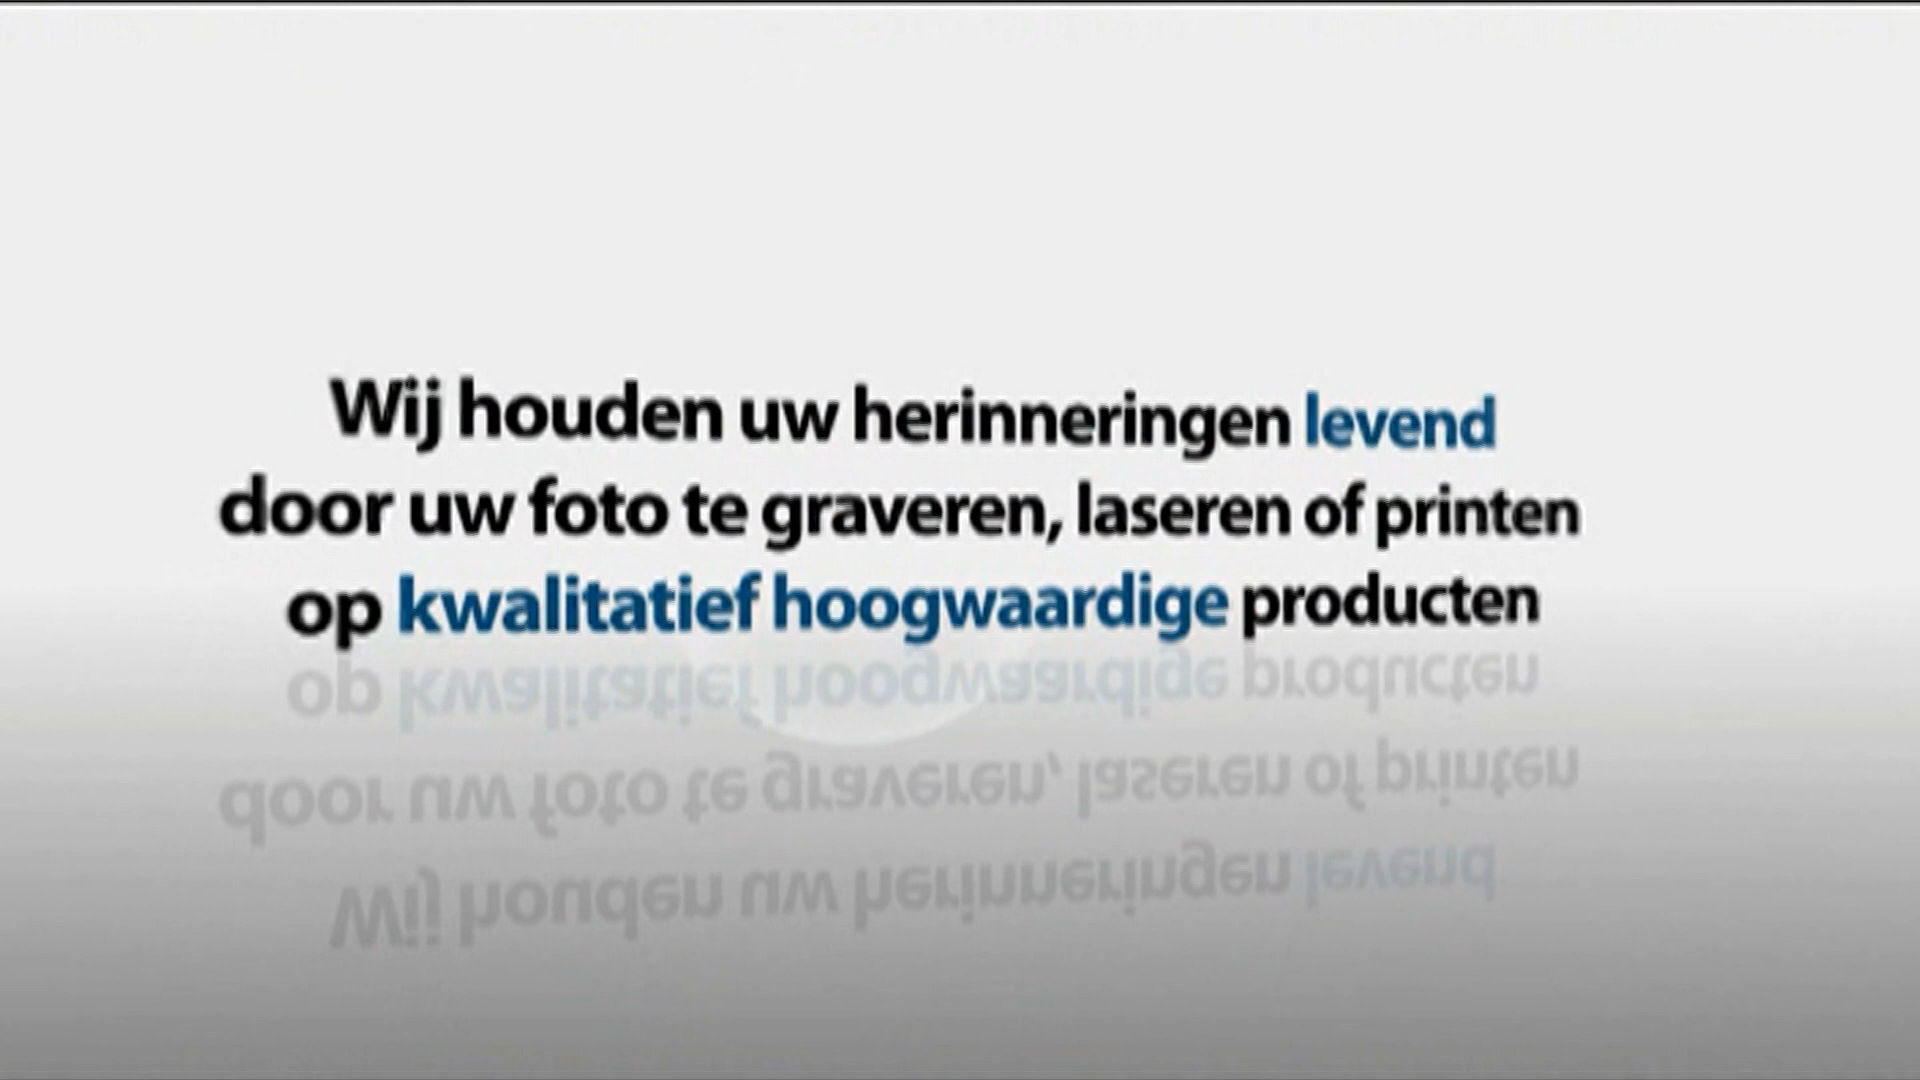 Wij houden uw herinneringen levend
door uw foto te graveren, laseren of printen
op kwalitatief hoogwaardige producten